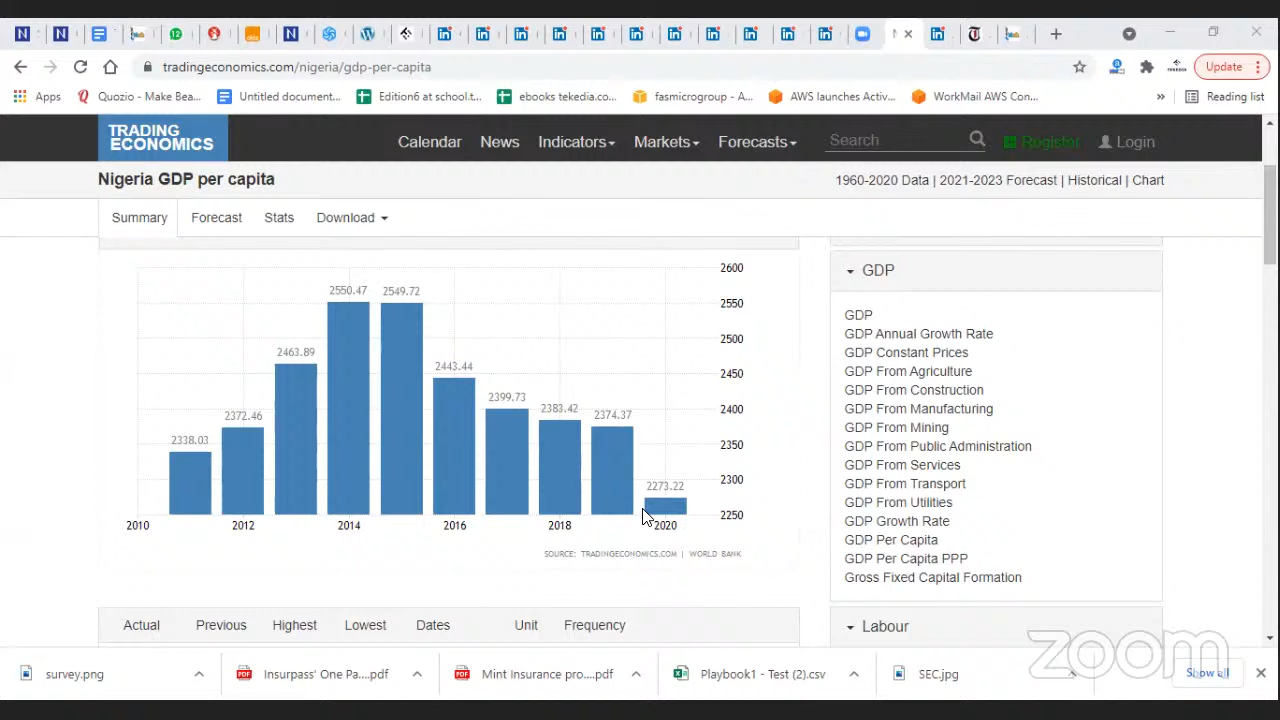 tradingeconomics.com/nigeria/gdp-per-capita
Update
Apps
Quozio - Make Bea...
Untitled document...
Edition6 at school.t...
ebooks tekedia.co...
fasmicrogroup - A...
AWS launches Activ...
WorkMail AWS Con...
»
Reading list
TRADING
ECONOMICS
Calendar
News
Indicators
Markets
Forecasts
Search
Register
Login
Nigeria GDP per capita
1960-2020 Data | 2021-2023 Forecast | Historical | Chart
Summary
Forecast
Stats
Download
2600
2550
2500
2450
2400
2350
2300
2250
2338.03
2372.46
2463.89
2550.47
2549.72
2443.44
2399.73
2383.42
2374.37
2273.22
2010
2012
2014
2016
2018
2020
SOURCE: TRADINGECONOMICS.COM | WORLD BANK
GDP
GDP
GDP Annual Growth Rate
GDP Constant Prices
GDP From Agriculture
GDP From Construction
GDP From Manufacturing
GDP From Mining
GDP From Public Administration
GDP From Services
GDP From Transport
GDP From Utilities
GDP Growth Rate
GDP Per Capita
GDP Per Capita PPP
Gross Fixed Capital Formation
Labour
Actual
Previous
Highest
Lowest
Dates
Unit
Frequency
survey.png
Insurpass' One Pa....pdf
Mint Insurance pro....pdf
Playbook1 - Test (2).csv
SEC.jpg
Show all
zoom